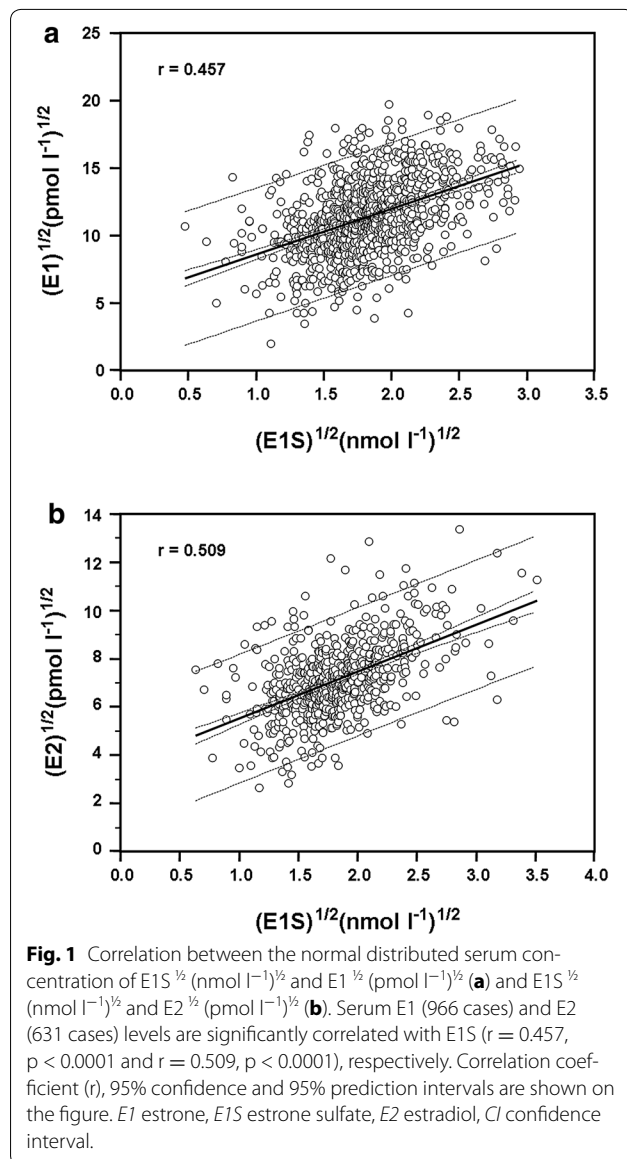 a
25
20
15
10
5
0
r = 0.457
(E1)1/2(pmol l-1)1/2
0.0 0.5 1.0 1.5 2.0 2.5 3.0 3.5
(E1S)1/2(nmol l-1)1/2
b
14
12
10
8
6
4
2
0
r = 0.509
(E2)1/2(pmol l-1)1/2
0.0 0.5 1.0 1.5 2.0 2.5 3.0 3.5 4.0
(E1S)1/2(nmol l-1)1/2
Fig. 1 Correlation between the normal distributed serum con-
centration of E1S ½ (nmol l−1)½ and E1 ½ (pmol l−1)½ (a) and E1S ½
(nmol l−1)½ and E2 ½ (pmol l−1)½ (b). Serum E1 (966 cases) and E2
(631 cases) levels are significantly correlated with E1S (r = 0.457,
p < 0.0001 and r = 0.509, p < 0.0001), respectively. Correlation coef-
ficient (r), 95% confidence and 95% prediction intervals are shown on
the figure. E1 estrone, E1S estrone sulfate, E2 estradiol, CI confidence
interval.